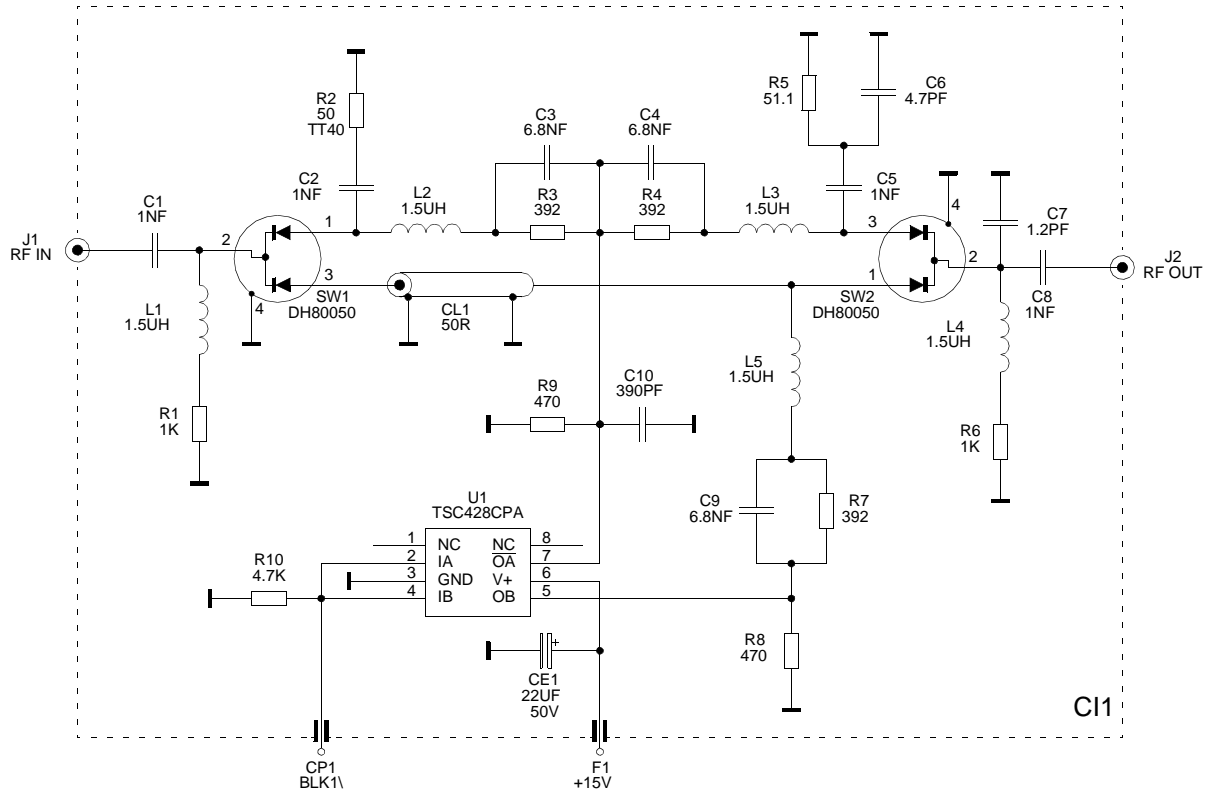 R2
50
TT40
C3
6.8NF
C4
6.8NF
R5
51.1
C6
4.7PF
C2
1NF
L2
1.5UH
R3
392
R4
392
L3
1.5UH
C5
1NF
C1
1NF
J1
RF IN
2
1
3
4
SW1
DH80050
CL1
50R
3
4
1
2
SW2
DH80050
C7
1.2PF
C8
1NF
J2
RF OUT
L1
1.5UH
L4
1.5UH
L5
1.5UH
R1
1K
R9
470
C10
390PF
R6
1K
C9
6.8NF
R7
392
U1
TSC428CPA
1 NC NC 8
2 IA OA 7
3 GND V+ 6
4 IB OB 5
R10
4.7K
R8
470
+
CE1
22UF
50V
CI1
CP1
BLK1\
F1
+15V